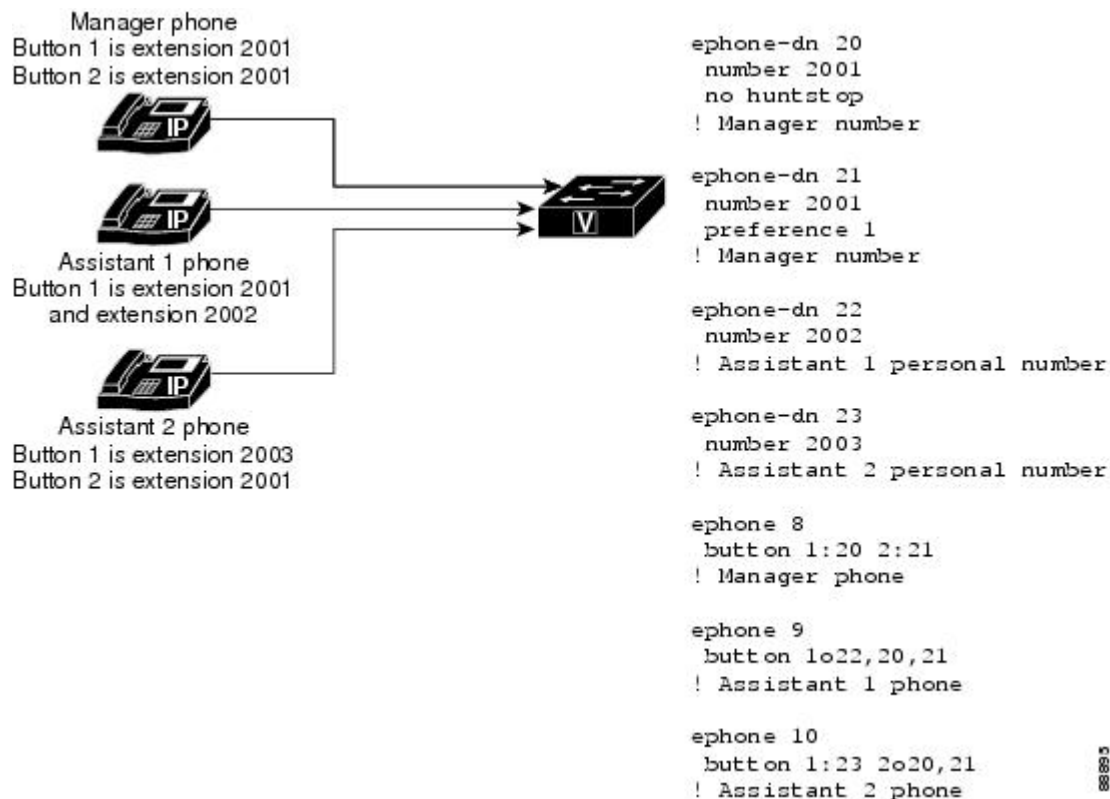 Manager phone
Button 1 is extension 2001
Button 2 is extension 2001
IP
IP
Assistant 1 phone
Button 1 is extension 2001
and extension 2002
IP
Assistant 2 phone
Button 1 is extension 2003
Button 2 is extension 2001
V
ephone-dn 20
number 2001
no huntstop
! Manager number
ephone-dn 21
number 2001
preference 1
! Manager number
ephone-dn 22
number 2002
! Assistant 1 personal number
ephone-dn 23
number 2003
! Assistant 2 personal number
ephone 8
button 1:20 2:21
! Manager phone
ephone 9
button 1o22,20,21
! Assistant 1 phone
ephone 10
button 1:23 2o20,21
! Assistant 2 phone
88895